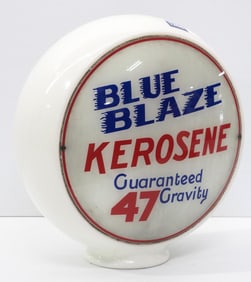 BLUE
BLAZE
KEROSENE
Guaranteed
47 Gravity